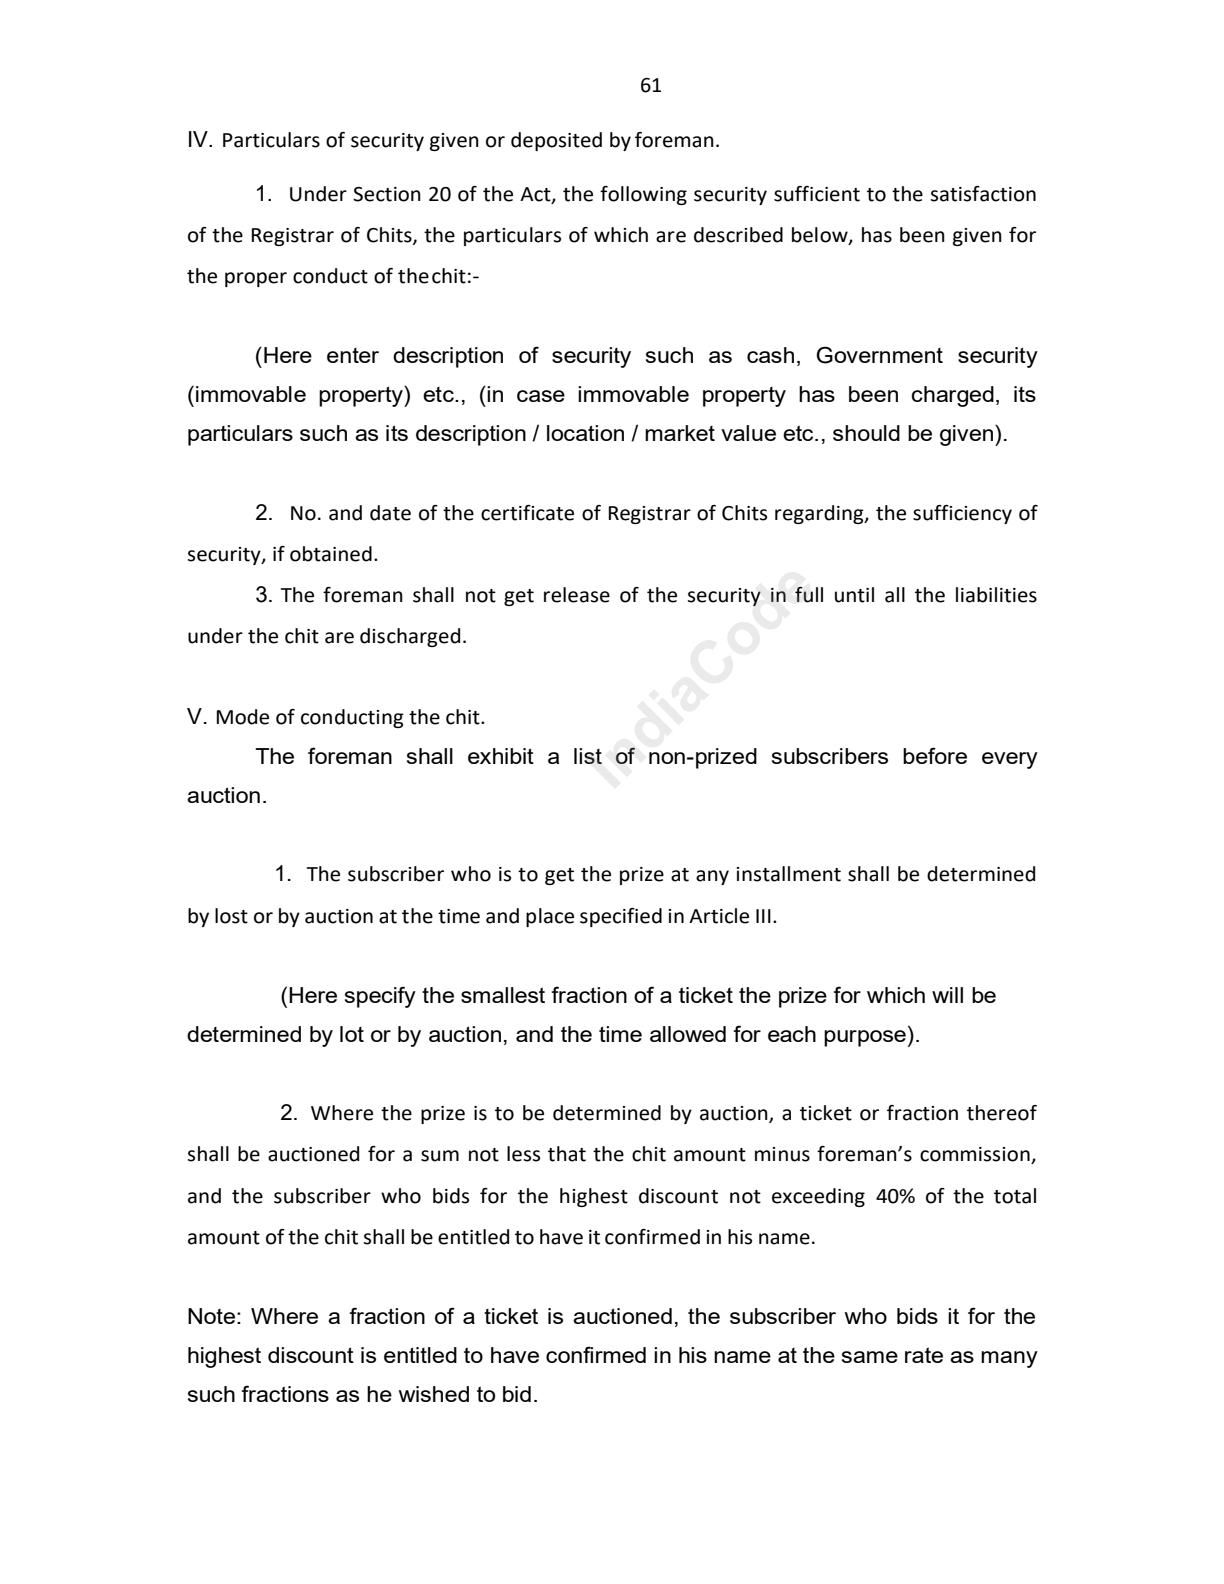 61
IV. Particulars of security given or deposited by foreman.
1. Under Section 20 of the Act, the following security sufficient to the satisfaction
of the Registrar of Chits, the particulars of which are described below, has been given for
the proper conduct of the chit:-
(Here enter description of security such as cash, Government security
(immovable property) etc., (in case immovable property has been charged, its
particulars such as its description / location / market value etc., should be given).
2. No. and date of the certificate of Registrar of Chits regarding, the sufficiency of
security, if obtained.
3. The foreman shall not get release of the security in full until all the liabilities
under the chit are discharged.
IndiaCode
V. Mode of conducting the chit.
The foreman shall exhibit a list of non-prized subscribers before every
auction.
1. The subscriber who is to get the prize at any installment shall be determined
by lost or by auction at the time and place specified in Article III.
(Here specify the smallest fraction of a ticket the prize for which will be
determined by lot or by auction, and the time allowed for each purpose).
2. Where the prize is to be determined by auction, a ticket or fraction thereof
shall be auctioned for a sum not less that the chit amount minus foreman’s commission,
and the subscriber who bids for the highest discount not exceeding 40% of the total
amount of the chit shall be entitled to have it confirmed in his name.
Note: Where a fraction of a ticket is auctioned, the subscriber who bids it for the
highest discount is entitled to have confirmed in his name at the same rate as many
such fractions as he wished to bid.